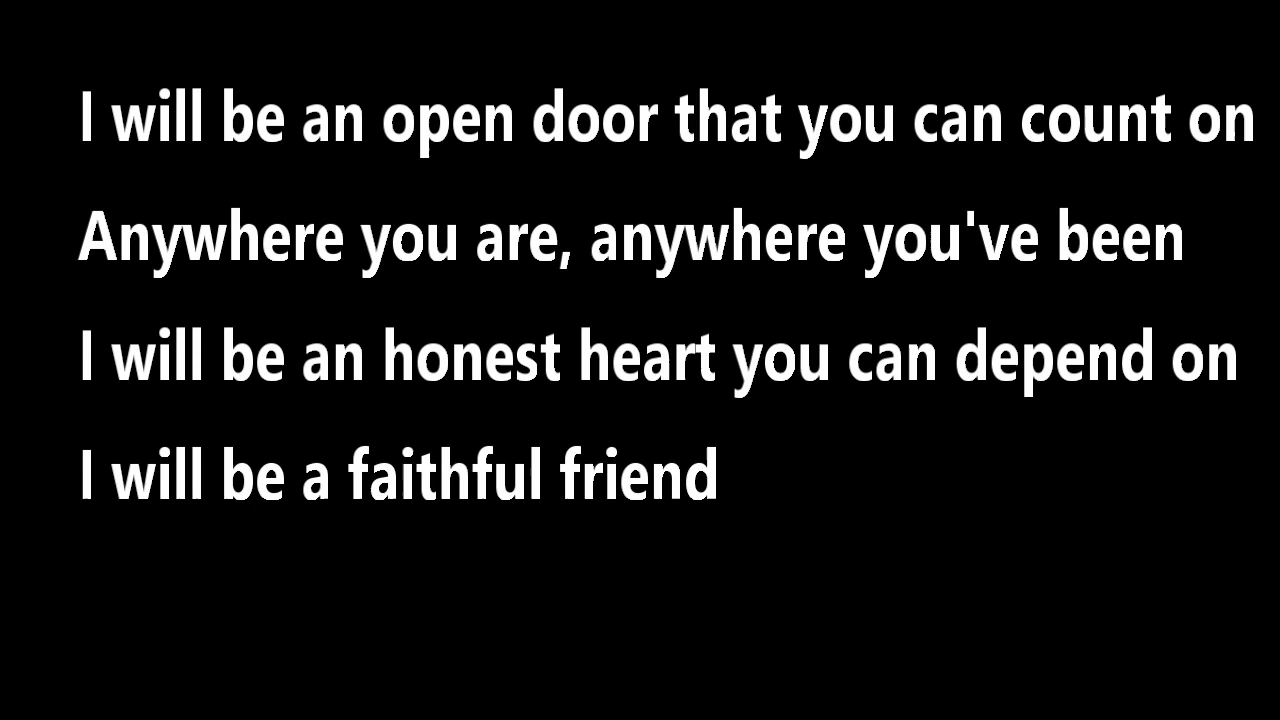 I will be an open door that you can count on
Anywhere you are, anywhere you've been
I will be an honest heart you can depend on
I will be a faithful friend